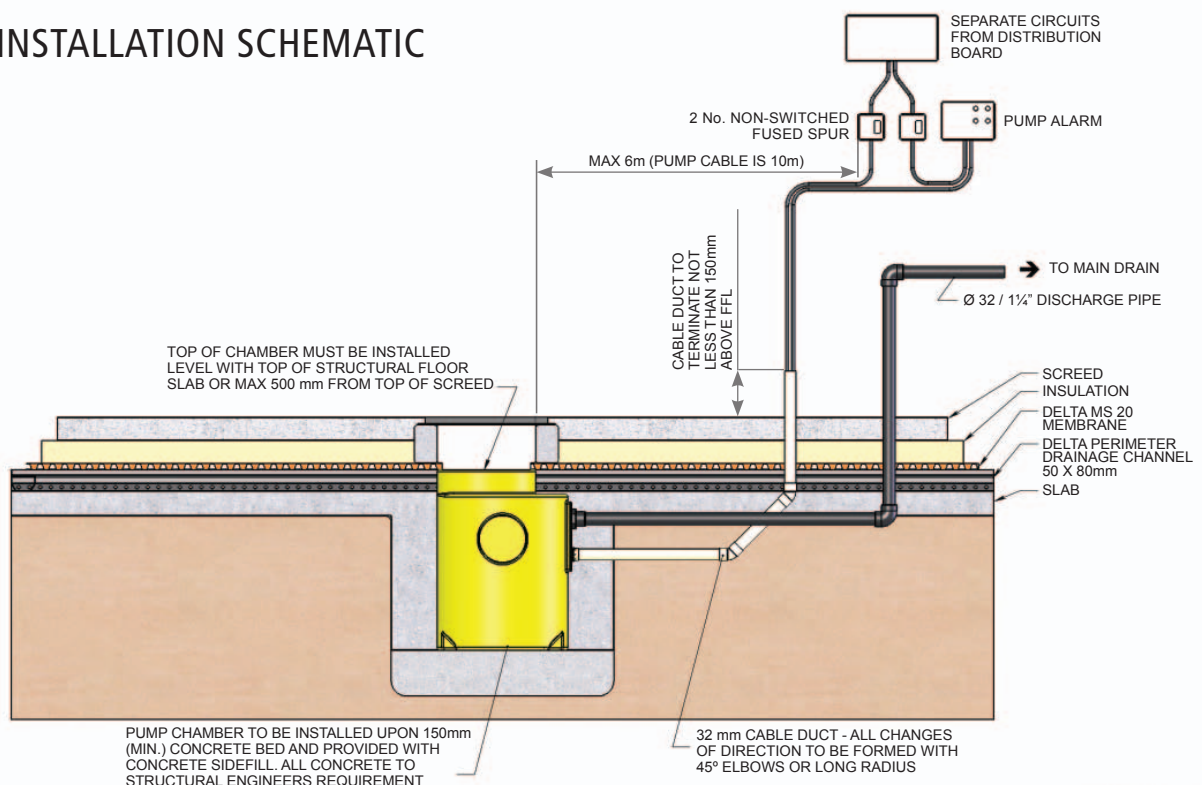 INSTALLATION SCHEMATIC
SEPARATE CIRCUITS
FROM DISTRIBUTION
BOARD
2 No. NON-SWITCHED
FUSED SPUR
PUMP ALARM
MAX 6m (PUMP CABLE IS 10m)
CABLE DUCT TO
TERMINATE NOT
LESS THAN 150mm
ABOVE FFL
TO MAIN DRAIN
Ø 32 / 1¼" DISCHARGE PIPE
TOP OF CHAMBER MUST BE INSTALLED
LEVEL WITH TOP OF STRUCTURAL FLOOR
SLAB OR MAX 500 mm FROM TOP OF SCREED
SCREED
INSULATION
DELTA MS 20
MEMBRANE
DELTA PERIMETER
DRAINAGE CHANNEL
50 X 80mm
SLAB
PUMP CHAMBER TO BE INSTALLED UPON 150mm
(MIN.) CONCRETE BED AND PROVIDED WITH
CONCRETE SIDEFILL. ALL CONCRETE TO
STRUCTURAL ENGINEERS REQUIREMENT
32 mm CABLE DUCT - ALL CHANGES
OF DIRECTION TO BE FORMED WITH
45º ELBOWS OR LONG RADIUS